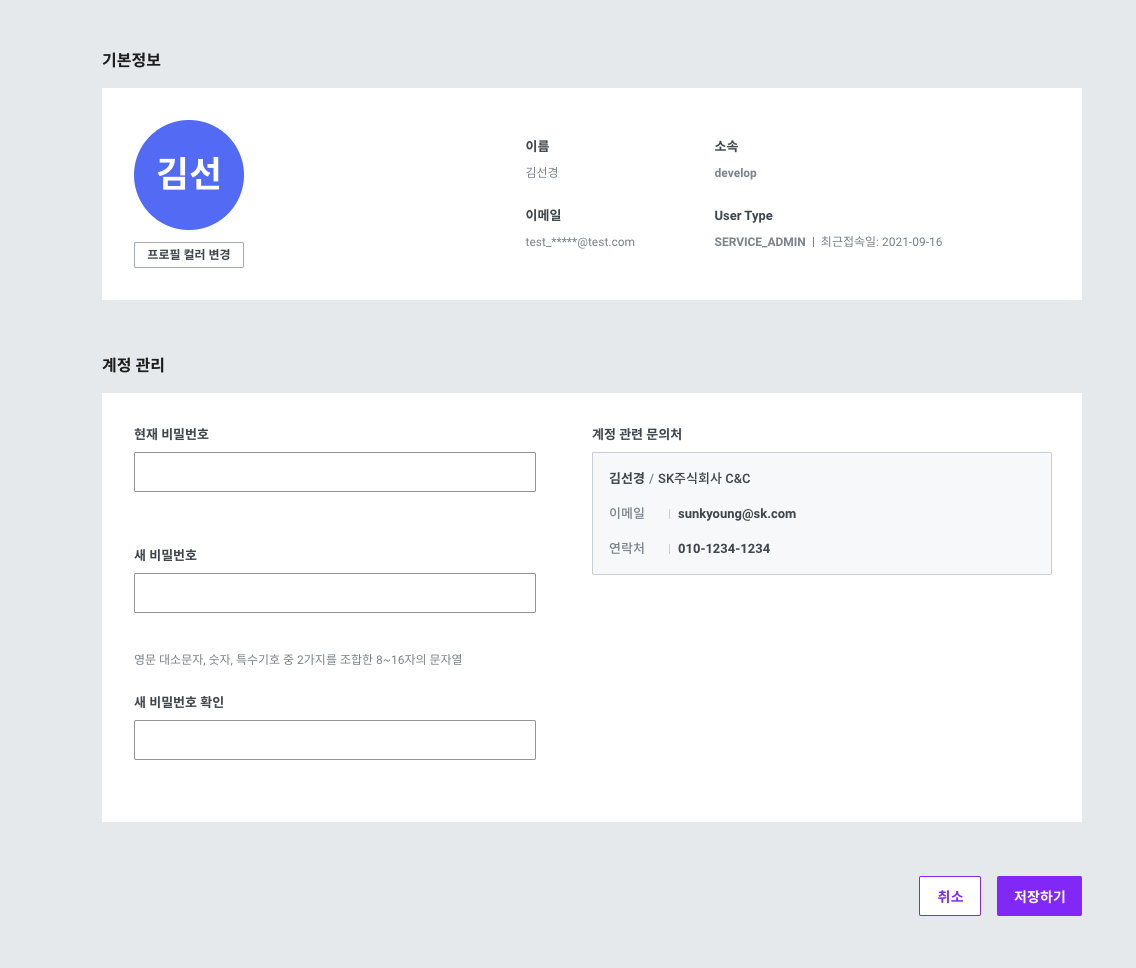 기본정보
김선
프로필 컬러 변경
이름
김선경
소속
develop
이메일
test_*****@test.com
User Type
SERVICE_ADMIN | 최근접속일: 2021-09-16
계정 관리
현재 비밀번호
새 비밀번호
영문 대소문자, 숫자, 특수기호 중 2가지를 조합한 8~16자의 문자열
새 비밀번호 확인
계정 관련 문의처
김선경 / SK주식회사 C&C
이메일 | sunkyoung@sk.com
연락처 | 010-1234-1234
취소
저장하기